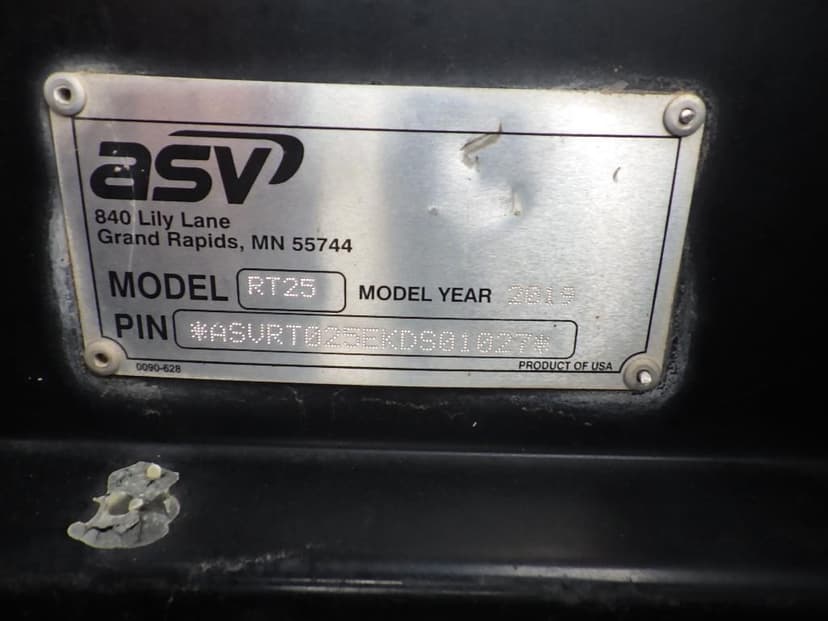 asv
840 Lily Lane
Grand Rapids, MN 55744
MODEL RT25 MODEL YEAR 2019
PIN *ASVRT025EKDS01027*
0090-628 PRODUCT OF USA